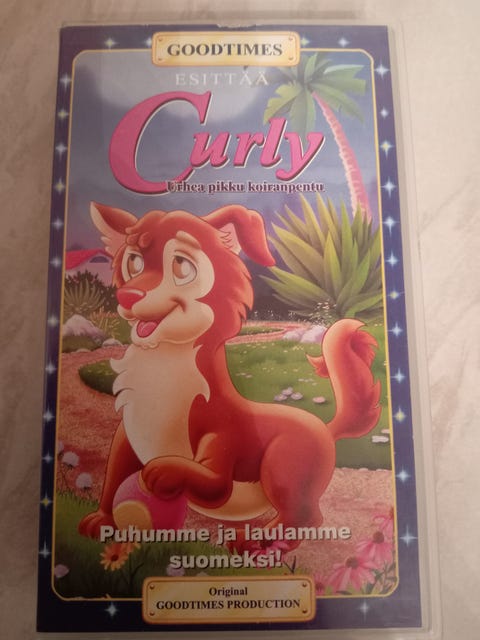 GOODTIMES
ESITTÄÄ
Curly
Urhea pikku koiranpentu
Puhumme ja laulamme
suomeksi!
Original
GOODTIMES PRODUCTION